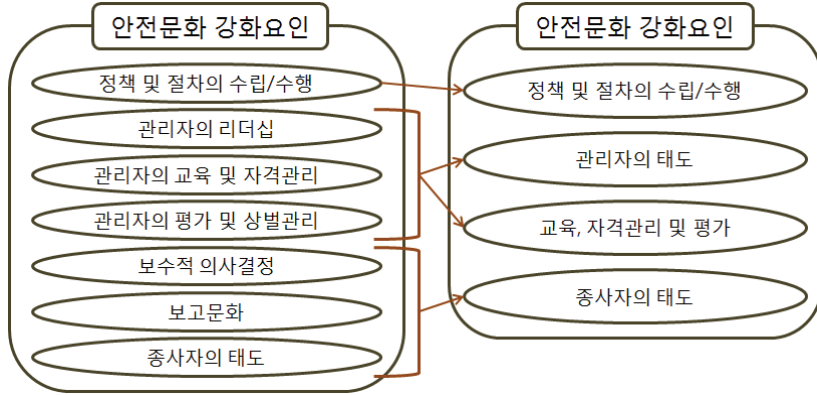 안전문화 강화요인
정책 및 절차의 수립/수행
관리자의 리더십
관리자의 교육 및 자격관리
관리자의 평가 및 상벌관리
보수적 의사결정
보고문화
종사자의 태도
안전문화 강화요인
정책 및 절차의 수립/수행
관리자의 태도
교육, 자격관리 및 평가
종사자의 태도